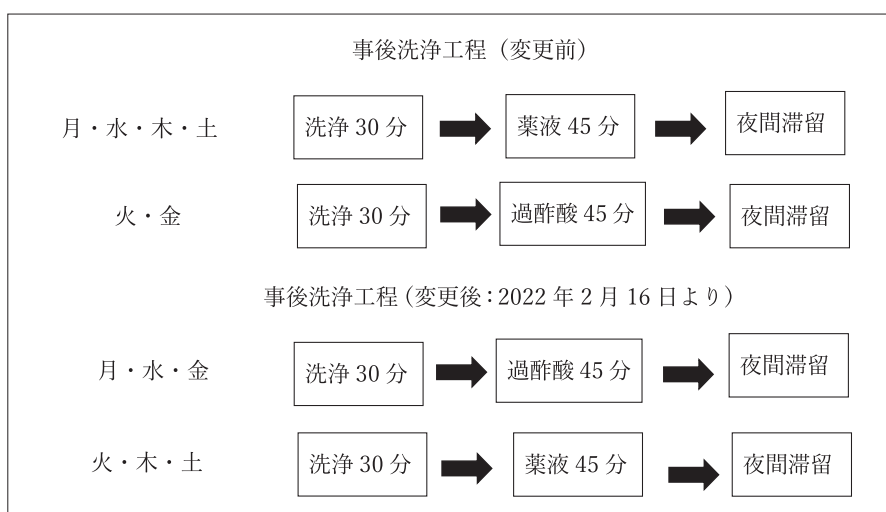 事後洗浄工程（変更前）
月・水・木・土 洗浄 30 分 薬液 45 分 夜間滞留
火・金 洗浄 30 分 過酢酸 45 分 夜間滞留
事後洗浄工程（変更後：2022 年 2 月 16 日より）
月・水・金 洗浄 30 分 過酢酸 45 分 夜間滞留
火・木・土 洗浄 30 分 薬液 45 分 夜間滞留